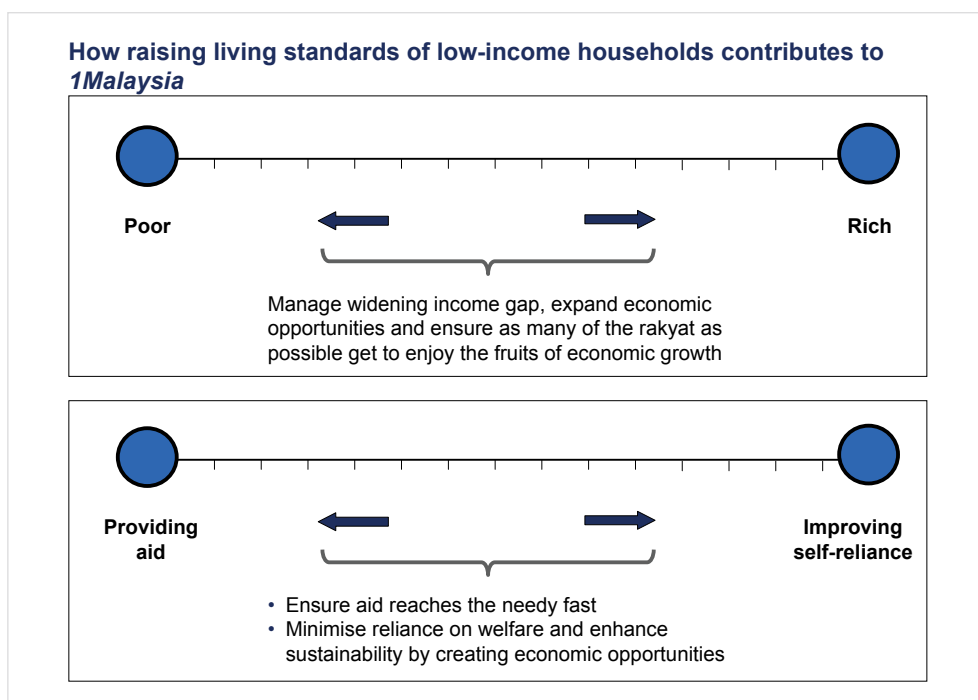 How raising living standards of low-income households contributes to
1Malaysia
Poor
Rich
Manage widening income gap, expand economic
opportunities and ensure as many of the rakyat as
possible get to enjoy the fruits of economic growth
Providing
aid
Improving
self-reliance
• Ensure aid reaches the needy fast
• Minimise reliance on welfare and enhance
sustainability by creating economic opportunities